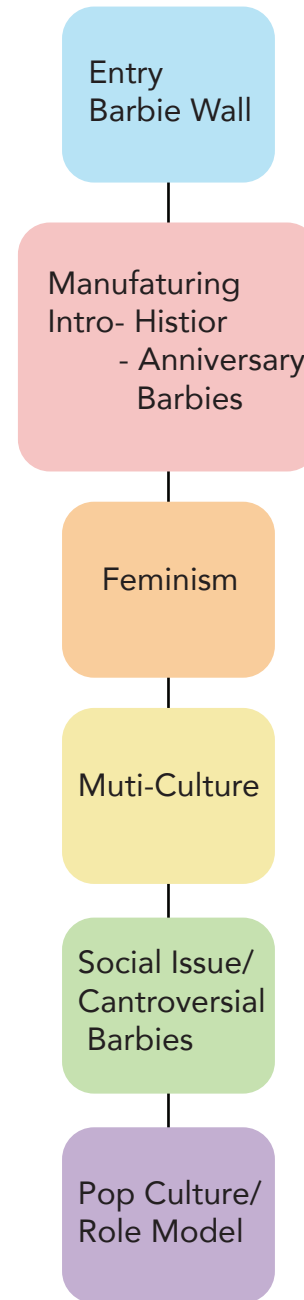 Entry
Barbie Wall
Manufaturing
Intro- Histior
- Anniversary
Barbies
Feminism
Muti-Culture
Social Issue/
Cantroversial
Barbies
Pop Culture/
Role Model